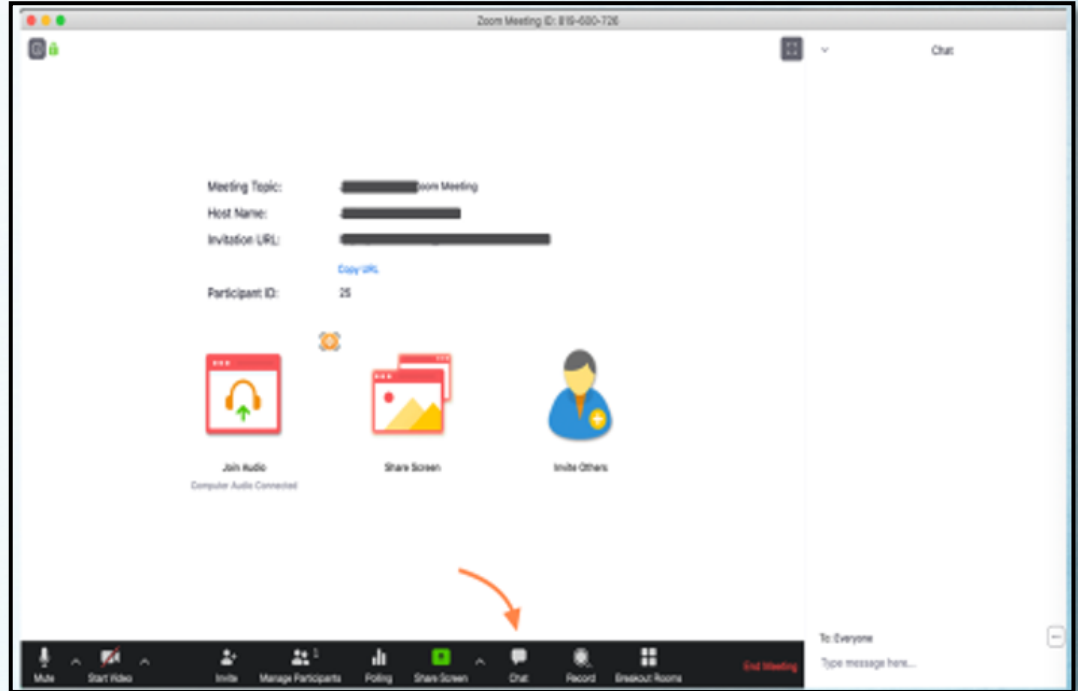 Zoom Meeting ID: 819-600-726
Chat
Meeting Topic: oom Meeting
Host Name:
Invitation URL:
Copy URL
Participant ID: 25
Join Audio Share Screen Invite Others
Computer Audio Connected
To: Everyone
Type message here...
1
Mute Start Video Invite Manage Participants Polling Share Screen Chat Record Breakout Rooms End Meeting